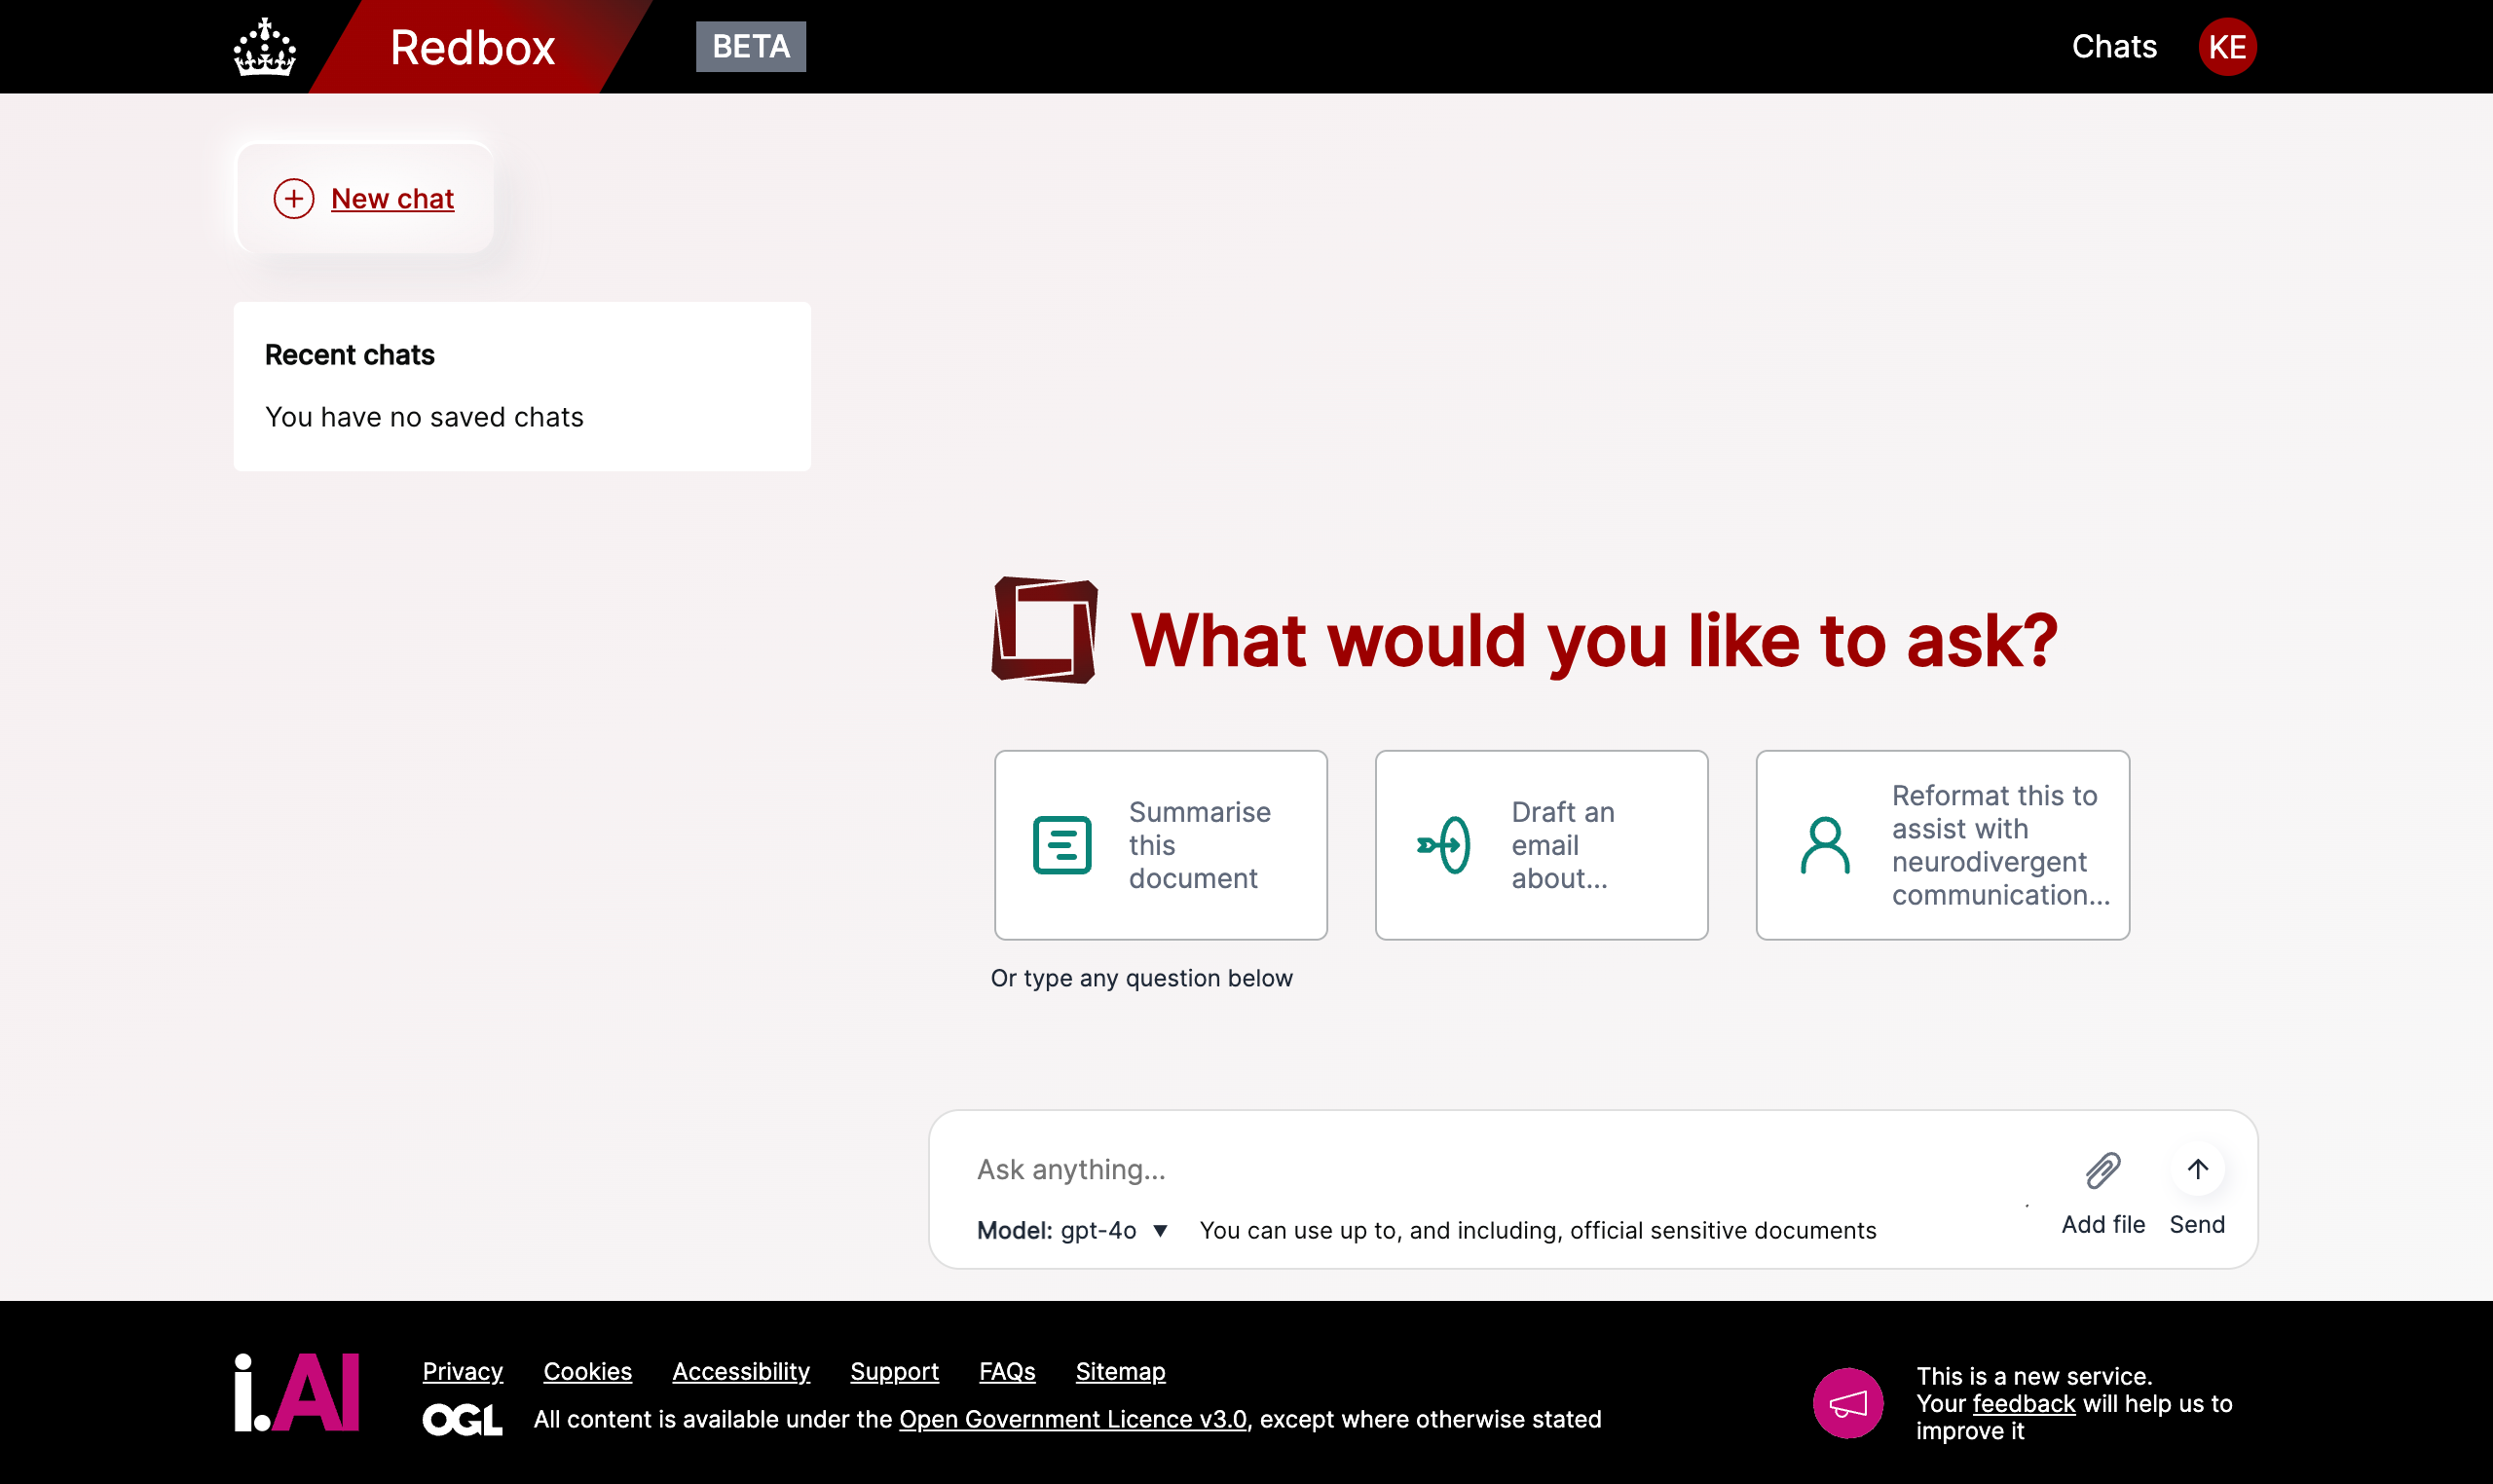 Redbox
BETA
Chats
KE
New chat
Recent chats
You have no saved chats
What would you like to ask?
Summarise
this
document
Draft an
email
about...
Reformat this to
assist with
neurodivergent
communication...
Or type any question below
Ask anything...
Model: gpt-4o ▼ You can use up to, and including, official sensitive documents
Add file
Send
i.AI
Privacy Cookies Accessibility Support FAQs Sitemap
OGL All content is available under the Open Government Licence v3.0, except where otherwise stated
This is a new service.
Your feedback will help us to
improve it